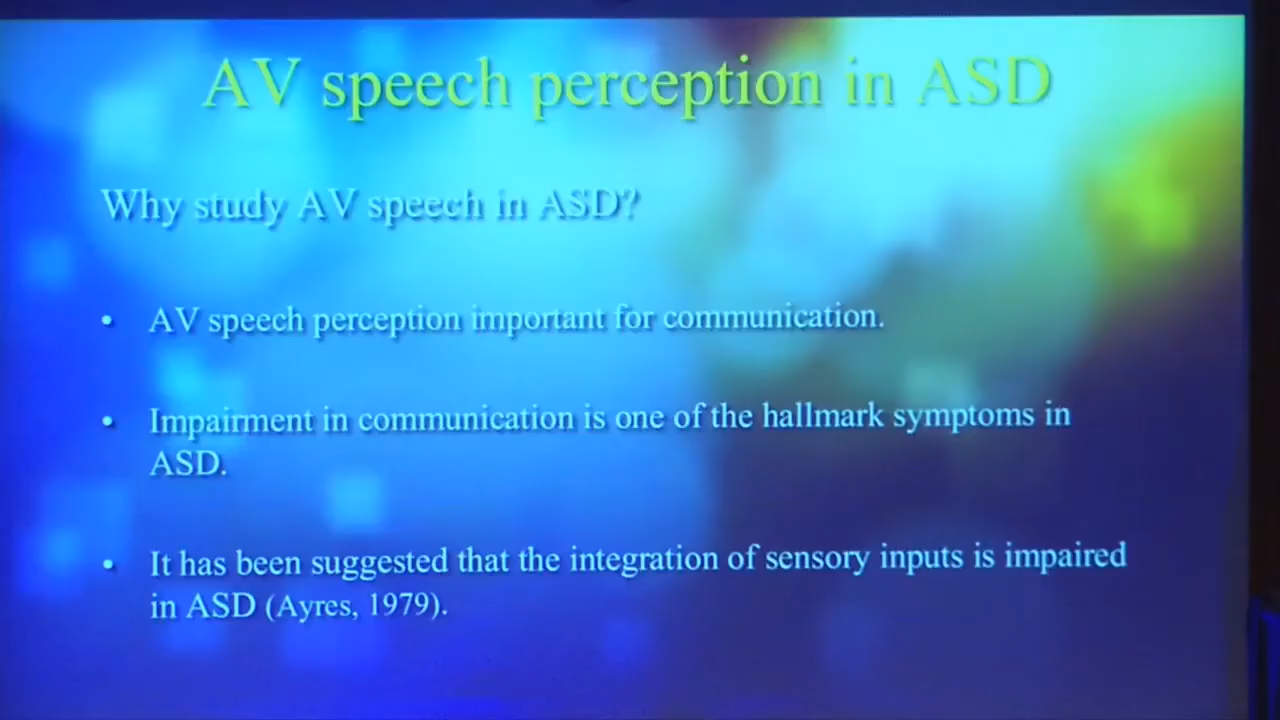 AV speech perception in ASD
Why study AV speech in ASD?
• AV speech perception important for communication.
• Impairment in communication is one of the hallmark symptoms in
ASD.
• It has been suggested that the integration of sensory inputs is impaired
in ASD (Ayres, 1979).